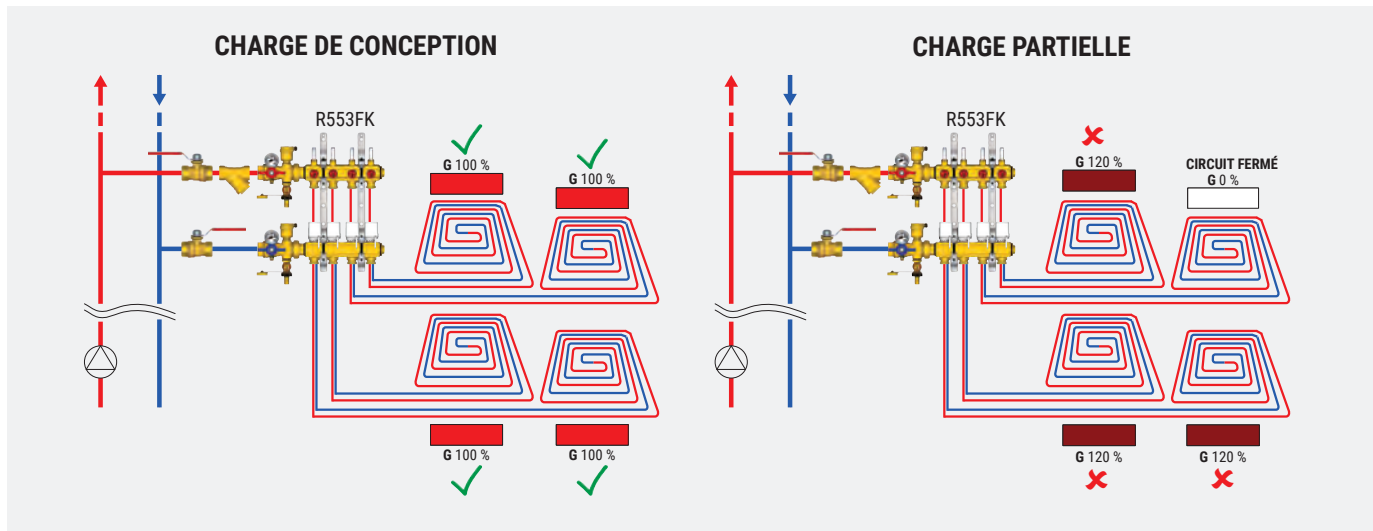 CHARGE DE CONCEPTION
R553FK
G 100 %
G 100 %
G 100 %
G 100 %
CHARGE PARTIELLE
R553FK
G 120 %
CIRCUIT FERMÉ
G 0 %
G 120 %
G 120 %